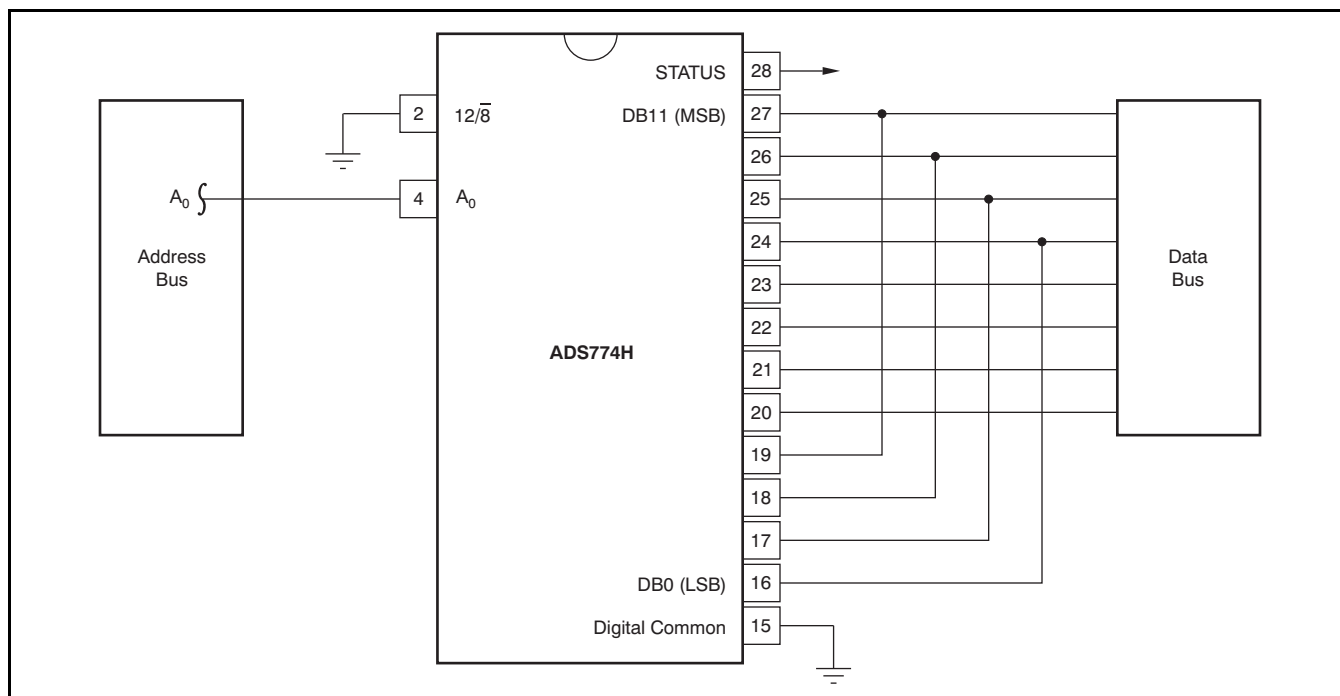 STATUS
28
2
12/8̅
DB11 (MSB)
27
26
A0
4
A0
25
24
Address
Bus
23
Data
Bus
22
ADS774H
21
20
19
18
17
DB0 (LSB)
16
Digital Common
15